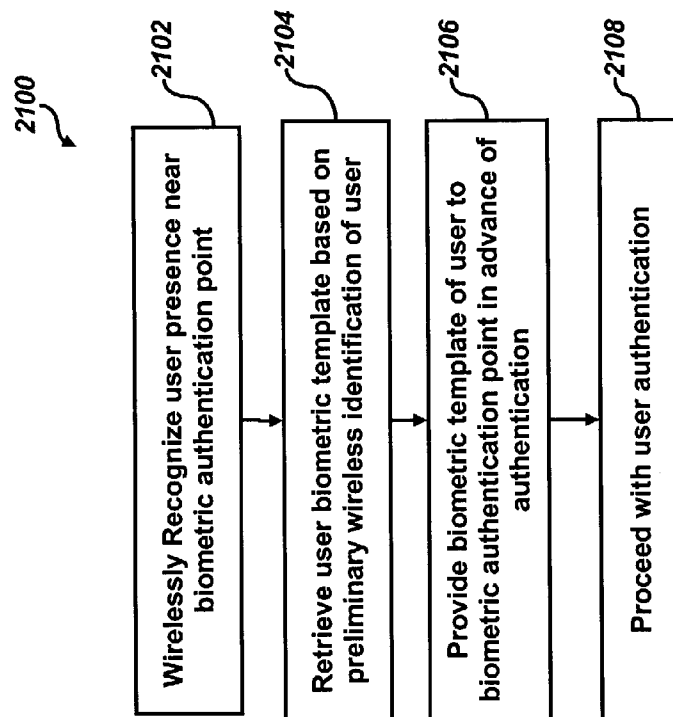 2100
2102
Wirelessly Recognize user presence near
biometric authentication point
2104
Retrieve user biometric template based on
preliminary wireless identification of user
2106
Provide biometric template of user to
biometric authentication point in advance of
authentication
2108
Proceed with user authentication